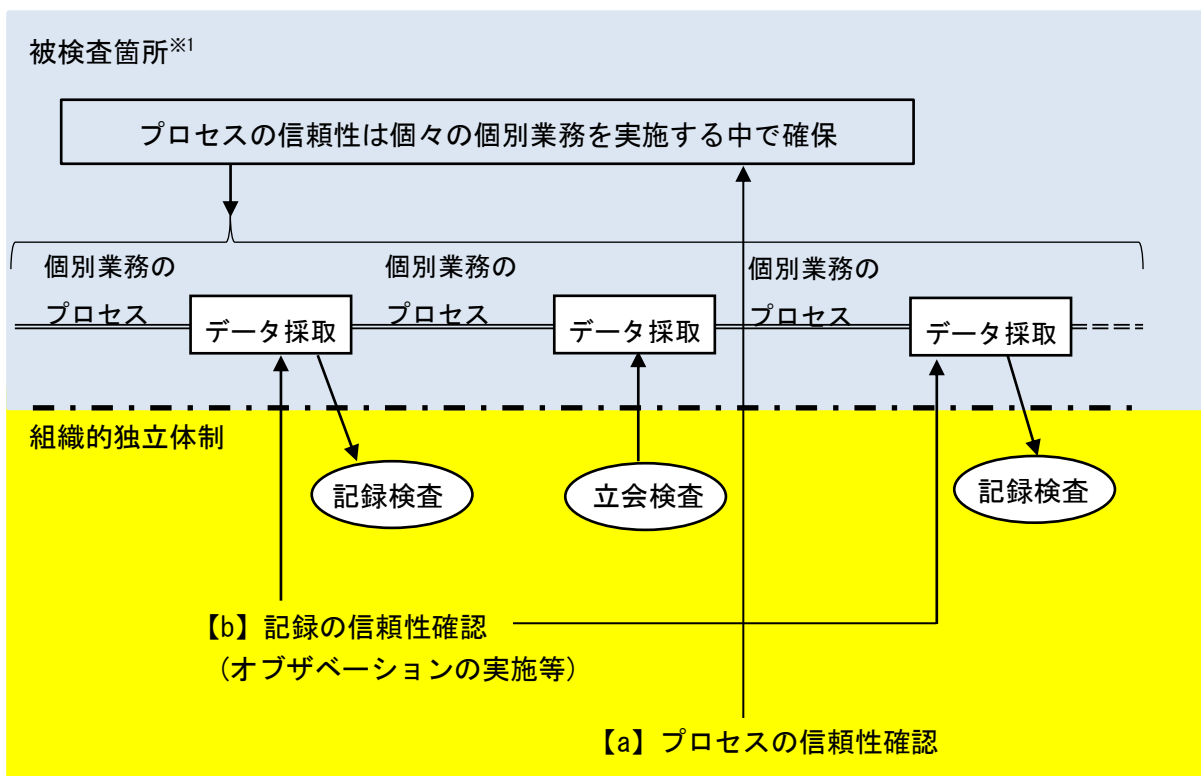 被検査箇所※1
プロセスの信頼性は個々の個別業務を実施する中で確保
個別業務の
プロセス
データ採取
個別業務の
プロセス
データ採取
個別業務の
プロセス
データ採取
組織的独立体制
記録検査
立会検査
記録検査
【b】記録の信頼性確認
(オブザベーションの実施等)
【a】プロセスの信頼性確認